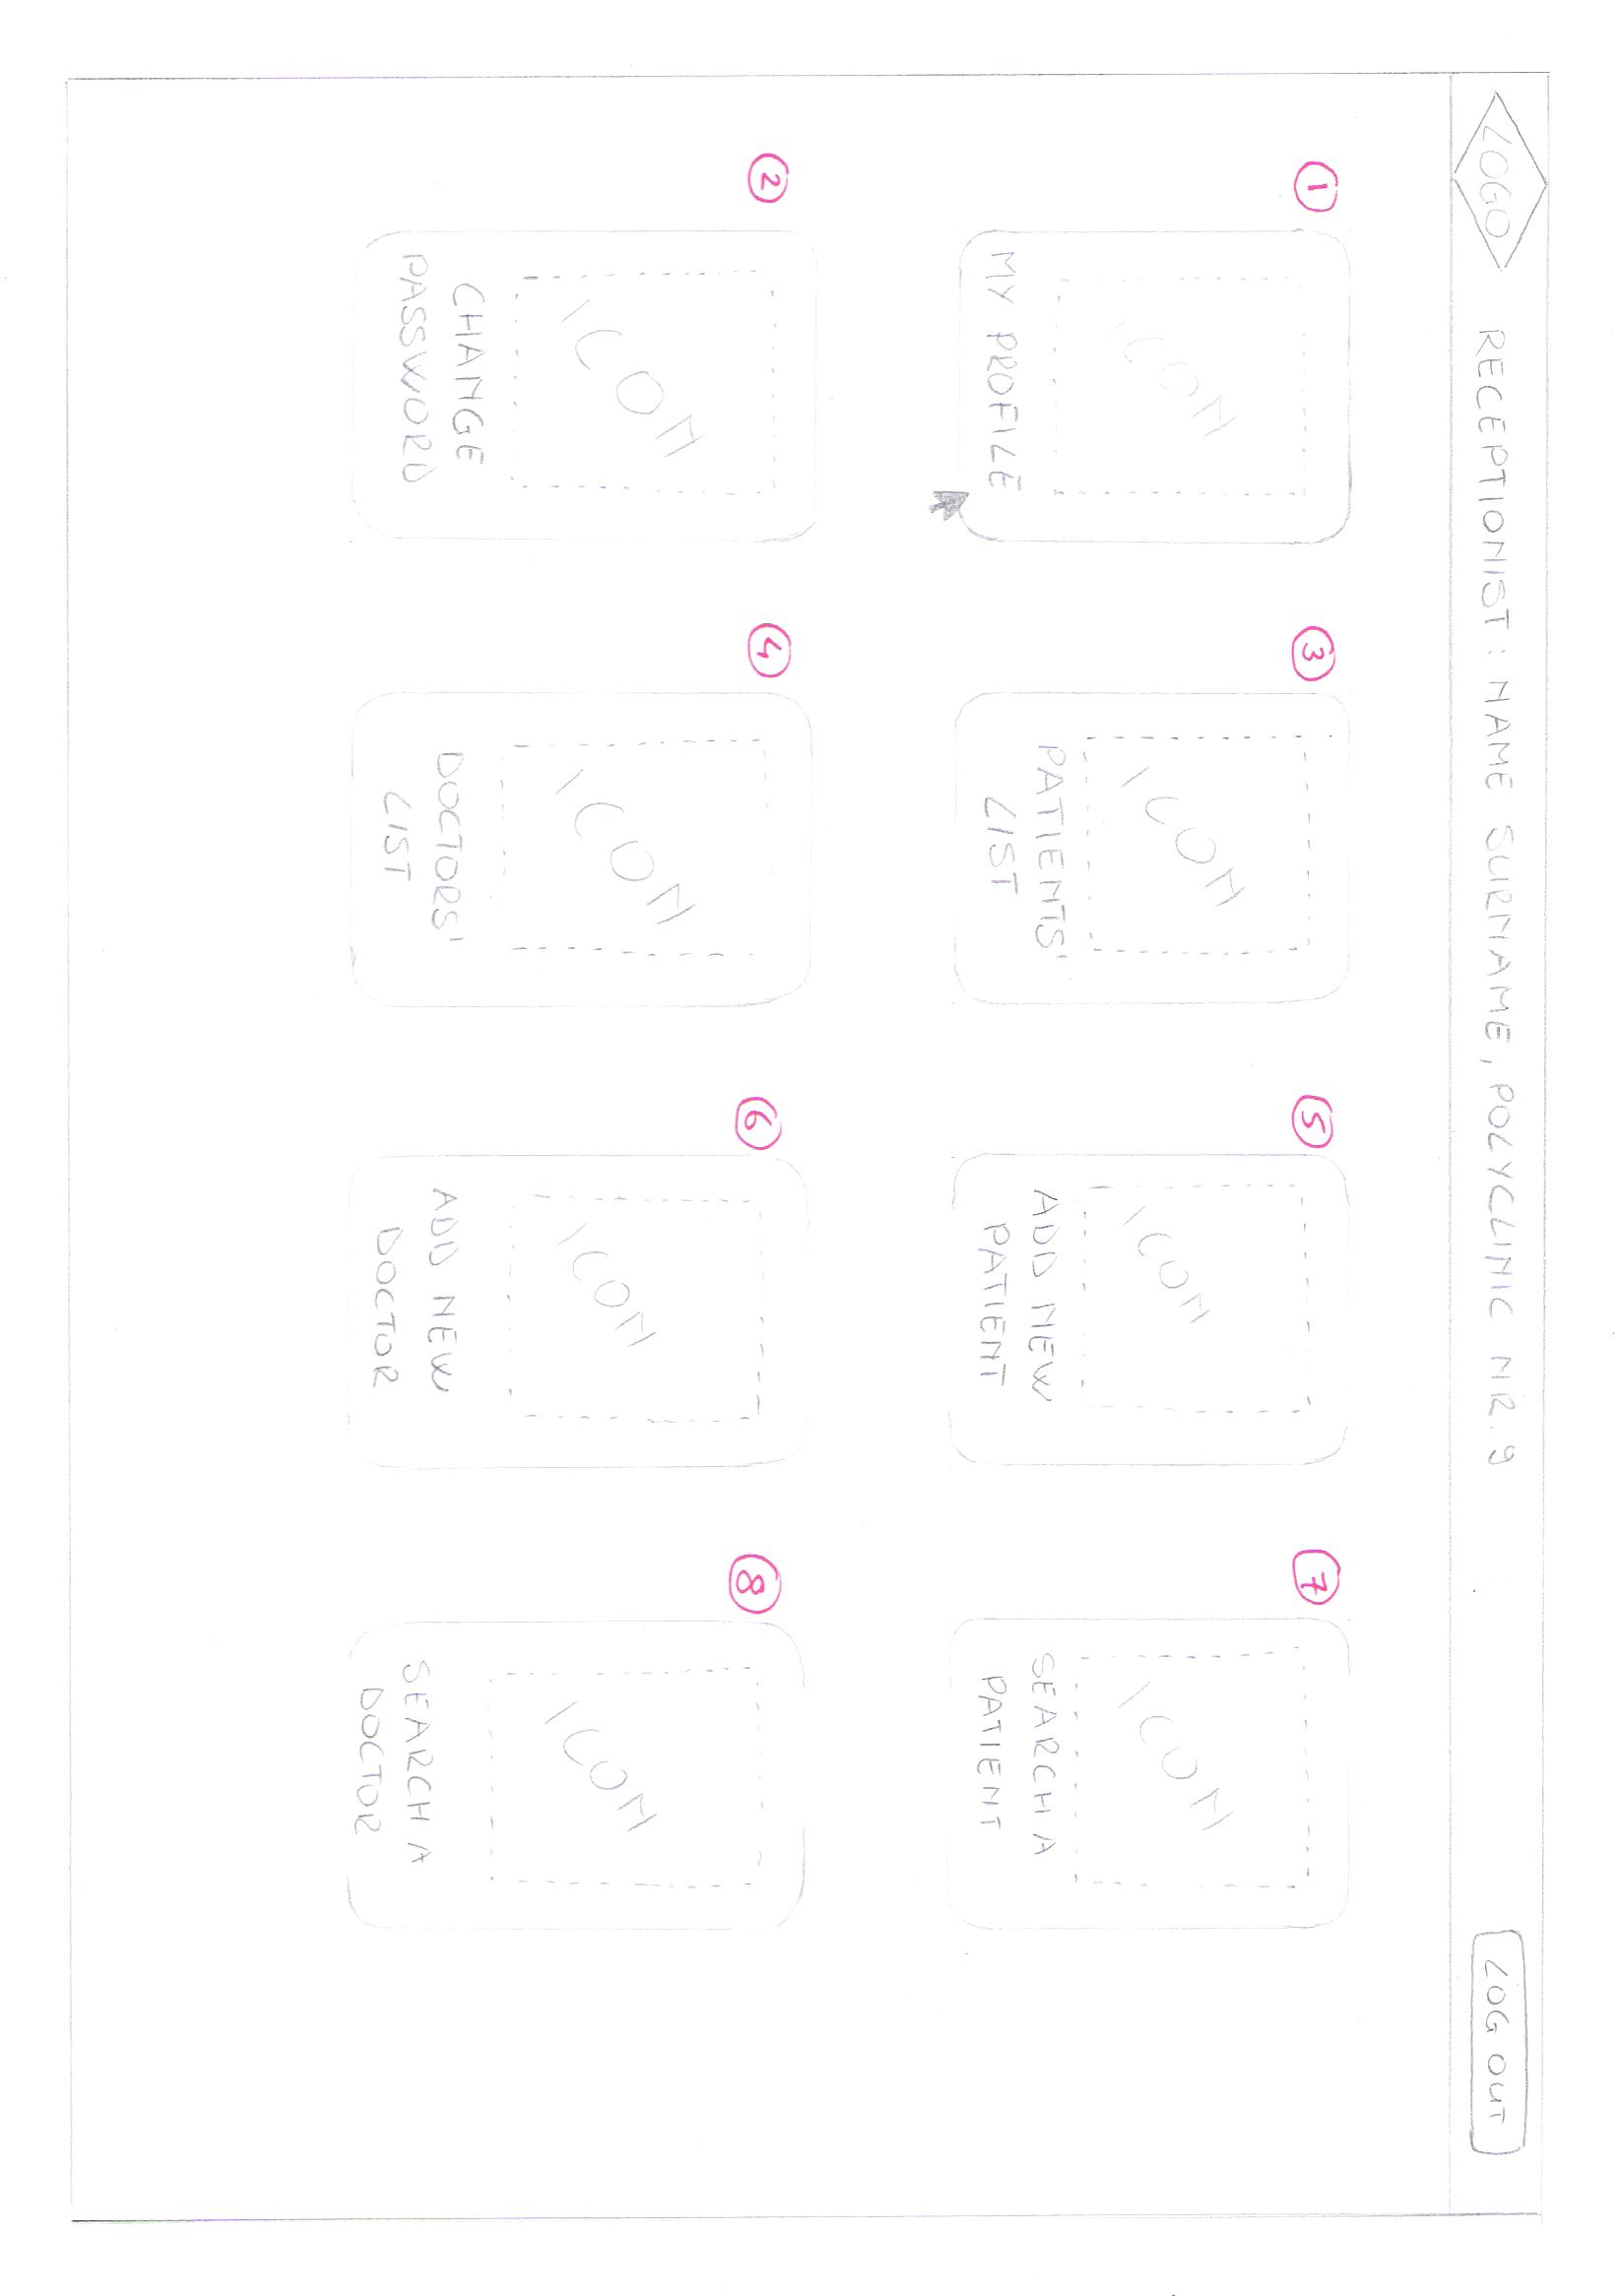 LOGO
RECEPTIONIST: NAME SURNAME, POLYCLINIC NR. 9
LOG OUT
1
ICON
MY PROFILE
3
ICON
PATIENTS'
LIST
5
ICON
ADD NEW
PATIENT
7
ICON
SEARCH A
PATIENT
2
ICON
CHANGE
PASSWORD
4
ICON
DOCTORS'
LIST
6
ICON
ADD NEW
DOCTOR
8
ICON
SEARCH A
DOCTOR